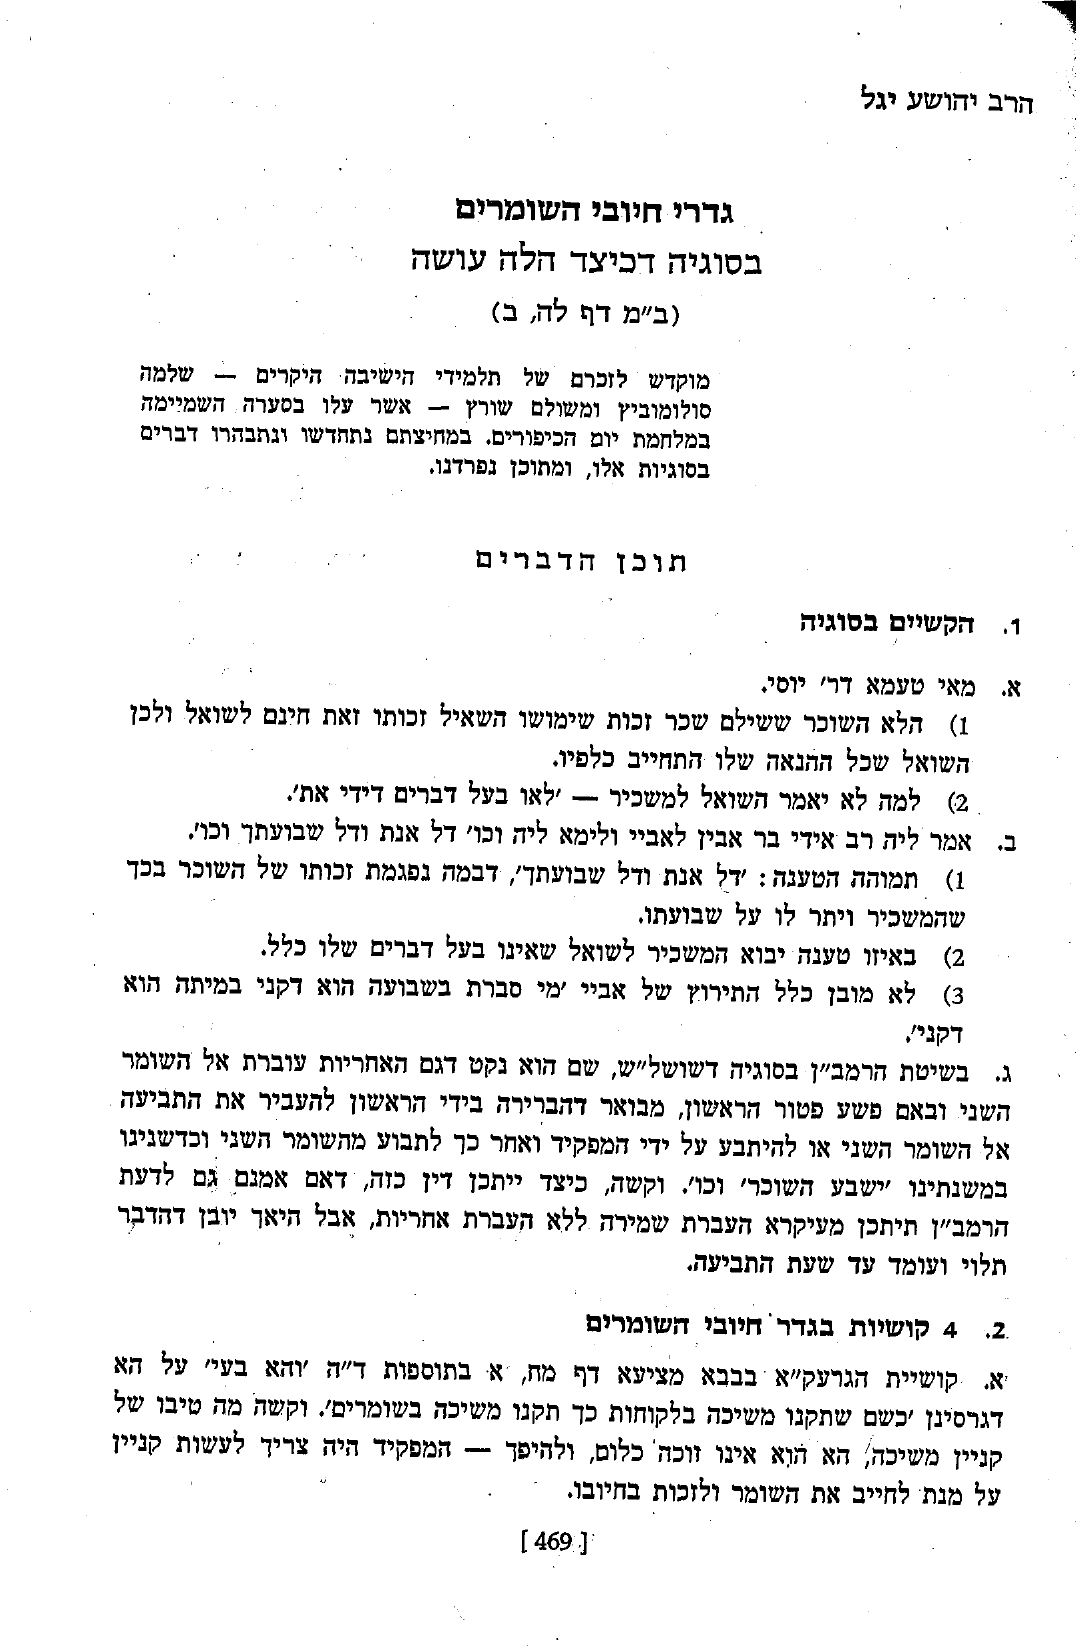 הרב יהושע יגל
גדרי חיובי השומרים
בסוגיה דכיצד הלה עושה
(ב"מ דף לה, ב)
מוקדש לזכרם של תלמידי הישיבה היקרים — שלמה
סולומוביץ ומשולם שורץ — אשר עלו בסערה השמיימה
במלחמת יום הכיפורים. במחיצתם נתחדשו ונתבהרו דברים
בסוגיות אלו, ומתוכן נפרדנו.
תוכן הדברים
1. הקשיים בסוגיה
א. מאי טעמא דר' יוסי.
1) הלא השוכר ששילם שכר זכות שימושו השאיל זכותו זאת חינם לשואל ולכן
השואל שכל ההנאה שלו התחייב כלפיו.
2) למה לא יאמר השואל למשכיר — 'לאו בעל דברים דידי את'.
ב. אמר ליה רב אידי בר אבין לאביי ולימא ליה וכו' דל אנת ודל שבועתך וכו'.
1) תמוהה הטענה: 'דל אנת ודל שבועתך', דבמה נפגמת זכותו של השוכר בכך
שהמשכיר ויתר לו על שבועתו.
2) באיזו טענה יבוא המשכיר לשואל שאינו בעל דברים שלו כלל.
3) לא מובן כלל התירוץ של אביי 'מי סברת בשבועה הוא דקני במיתה הוא
דקני'.
ג. בשיטת הרמב"ן בסוגיה דשושל"ש, שם הוא נקט דגם האחריות עוברת אל השומר
השני ובאם פשע פטור הראשון, מבואר דהברירה בידי הראשון להעביר את התביעה
אל השומר השני או להיתבע על ידי המפקיד ואחר כך לתבוע מהשומר השני וכדשנינו
במשנתינו 'ישבע השוכר' וכו'. וקשה, כיצד ייתכן דין כזה, דאם אמנם גם לדעת
הרמב"ן תיתכן מעיקרא העברת שמירה ללא העברת אחריות, אבל היאך יובן דהדבר
תלוי ועומד עד שעת התביעה.
2. 4 קושיות בגדר חיובי השומרים
א. קושיית הגרעק"א בבבא מציעא דף מח, א בתוספות ד"ה 'והא בעי' על הא
דגרסינן 'כשם שתקנו משיכה בלקוחות כך תקנו משיכה בשומרים'. וקשה מה טיבו של
קניין משיכה, הא הוא אינו זוכה כלום, ולהיפך — המפקיד היה צריך לעשות קניין
על מנת לחייב את השומר ולזכות בחיובו.
[ 469 ]